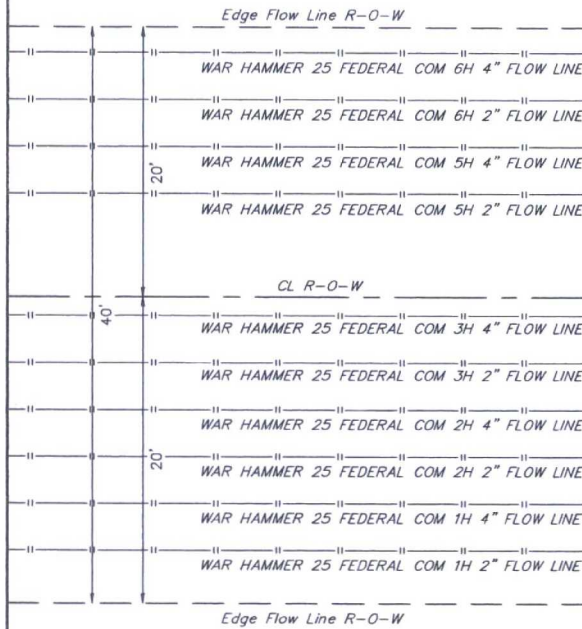 Edge Flow Line R-O-W
WAR HAMMER 25 FEDERAL COM 6H 4" FLOW LINE
WAR HAMMER 25 FEDERAL COM 6H 2" FLOW LINE
WAR HAMMER 25 FEDERAL COM 5H 4" FLOW LINE
20'
WAR HAMMER 25 FEDERAL COM 5H 2" FLOW LINE
CL R-O-W
40'
WAR HAMMER 25 FEDERAL COM 3H 4" FLOW LINE
WAR HAMMER 25 FEDERAL COM 3H 2" FLOW LINE
WAR HAMMER 25 FEDERAL COM 2H 4" FLOW LINE
20'
WAR HAMMER 25 FEDERAL COM 2H 2" FLOW LINE
WAR HAMMER 25 FEDERAL COM 1H 4" FLOW LINE
WAR HAMMER 25 FEDERAL COM 1H 2" FLOW LINE
Edge Flow Line R-O-W